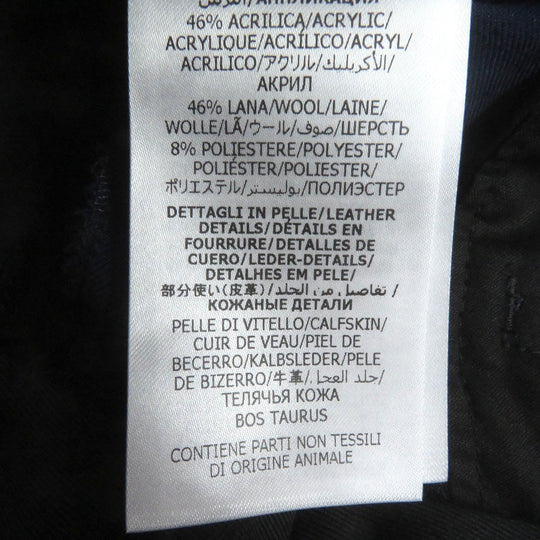 46% ACRILICA/ACRYLIC/
ACRYLIQUE/ACRÍLICO/ACRYL/
ACRILICO/アクリル/الأكريليك/
АКРИЛ
46% LANA/WOOL/LAINE/
WOLLE/LÃ/ウール/صوف/ШЕРСТЬ
8% POLIESTERE/POLYESTER/
POLIÉSTER/POLIESTER/
ポリエステル/بوليستر/ПОЛИЭСТЕР
DETTAGLI IN PELLE/LEATHER
DETAILS/DÉTAILS EN
FOURRURE/DETALLES DE
CUERO/LEDER-DETAILS/
DETALHES EM PELE/
部分使い(皮革)/تفاصيل من الجلد/
КОЖАНЫЕ ДЕТАЛИ
PELLE DI VITELLO/CALFSKIN/
CUIR DE VEAU/PIEL DE
BECERRO/KALBSLEDER/PELE
DE BIZERRO/牛革/جلد العجل./
ТЕЛЯЧЬЯ КОЖА
BOS TAURUS
CONTIENE PARTI NON TESSILI
DI ORIGINE ANIMALE